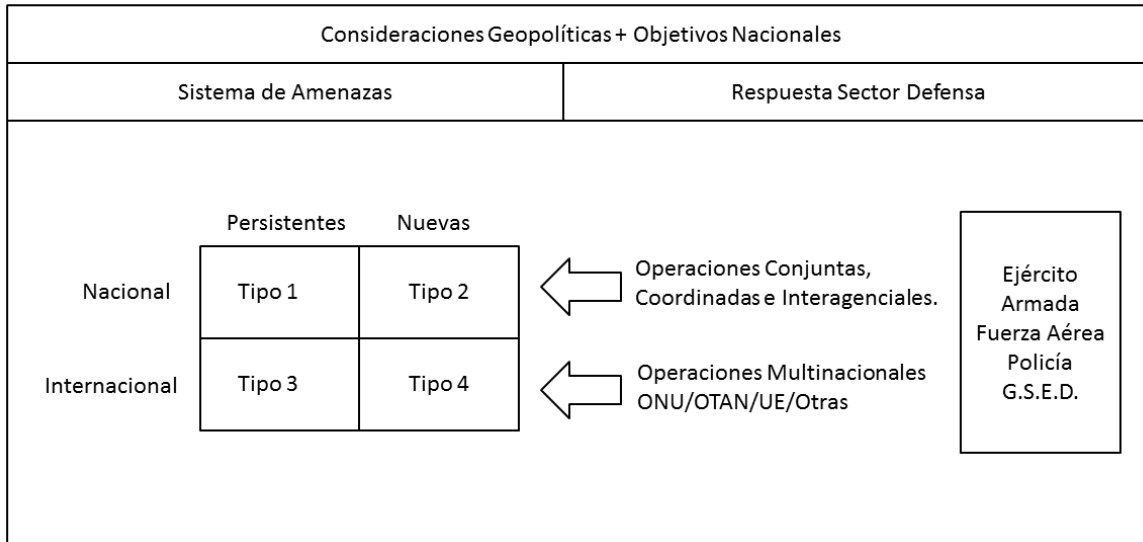 Consideraciones Geopolíticas + Objetivos Nacionales
Sistema de Amenazas
Respuesta Sector Defensa
Persistentes
Nuevas
Nacional
Tipo 1
Tipo 2
Operaciones Conjuntas,
Coordinadas e Interagenciales.
Internacional
Tipo 3
Tipo 4
Operaciones Multinacionales
ONU/OTAN/UE/Otras
Ejército
Armada
Fuerza Aérea
Policía
G.S.E.D.